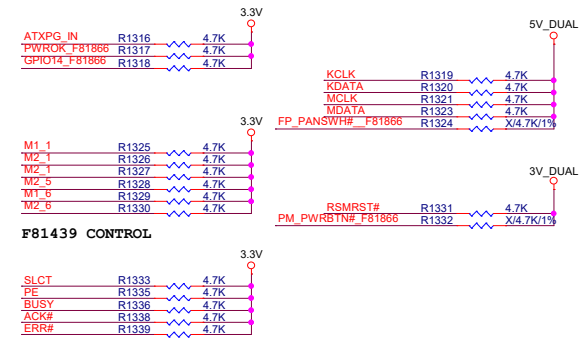 3.3V
ATXPG_IN R1316 4.7K
PWROK_F81866 R1317 4.7K
GPIO14_F81866 R1318 4.7K
5V_DUAL
KCLK R1319 4.7K
KDATA R1320 4.7K
MCLK R1321 4.7K
MDATA R1323 4.7K
FP_PANSWH#__F81866 R1324 X/4.7K/1%
3.3V
M1_1 R1325 4.7K
M2_1 R1326 4.7K
M2_1 R1327 4.7K
M2_5 R1328 4.7K
M1_6 R1329 4.7K
M2_6 R1330 4.7K
F81439 CONTROL
3V_DUAL
RSMRST# R1331 4.7K
PM_PWRBTN#_F81866 R1332 X/4.7K/1%
3.3V
SLCT R1333 4.7K
PE R1335 4.7K
BUSY R1336 4.7K
ACK# R1338 4.7K
ERR# R1339 4.7K